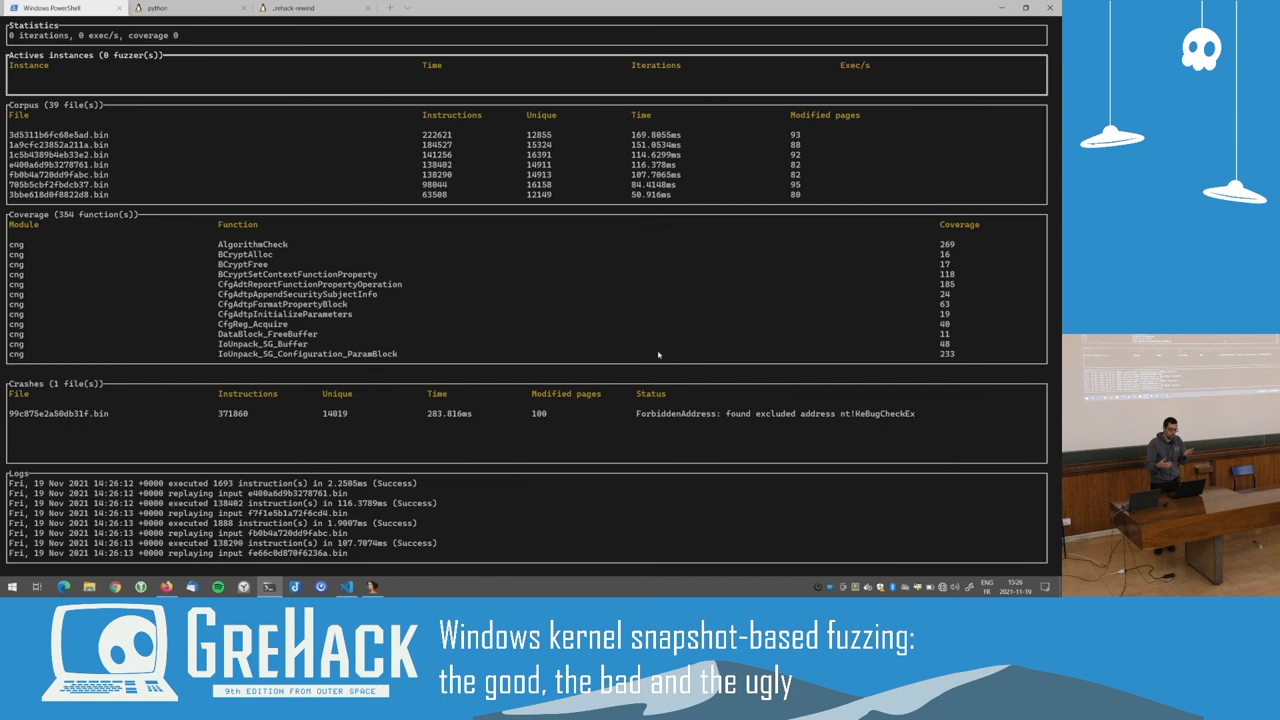 Windows PowerShell
python
..rehack-rewind
Statistics
0 iterations, 0 exec/s, coverage 0
Actives instances (0 fuzzer(s))
Instance Time Iterations Exec/s
Corpus (39 file(s))
File Instructions Unique Time Modified pages
3d5311b6fc68e5ad.bin 222621 12855 169.8055ms 93
1a9cfc23852a211a.bin 184527 15324 151.0534ms 88
1c5b4389b4eb33e2.bin 141256 16391 114.6299ms 92
e400a6d9b3278761.bin 138402 14911 116.378ms 82
fb0b4a720dd9fabc.bin 138290 14913 107.7065ms 82
705b5cbf2fbdcb37.bin 98044 16158 84.4148ms 95
3bbe618d0f8822d8.bin 63508 12149 50.916ms 80
Coverage (354 function(s))
Module Function Coverage
cng AlgorithmCheck 269
cng BCryptAlloc 16
cng BCryptFree 17
cng BCryptSetContextFunctionProperty 118
cng CfgAdtReportFunctionPropertyOperation 185
cng CfgAdtpAppendSecuritySubjectInfo 24
cng CfgAdtpFormatPropertyBlock 63
cng CfgAdtpInitializeParameters 19
cng CfgReg_Acquire 40
cng DataBlock_FreeBuffer 11
cng IoUnpack_SG_Buffer 48
cng IoUnpack_SG_Configuration_ParamBlock 233
Crashes (1 file(s))
File Instructions Unique Time Modified pages Status
99c875e2a50db31f.bin 371860 14019 283.816ms 100 ForbiddenAddress: found excluded address nt!KeBugCheckEx
Logs
Fri, 19 Nov 2021 14:26:12 +0000 executed 1693 instruction(s) in 2.2505ms (Success)
Fri, 19 Nov 2021 14:26:12 +0000 replaying input e400a6d9b3278761.bin
Fri, 19 Nov 2021 14:26:13 +0000 executed 138402 instruction(s) in 116.3789ms (Success)
Fri, 19 Nov 2021 14:26:13 +0000 replaying input f7f1e5b1a72f6cd4.bin
Fri, 19 Nov 2021 14:26:13 +0000 executed 1888 instruction(s) in 1.9007ms (Success)
Fri, 19 Nov 2021 14:26:13 +0000 replaying input fb0b4a720dd9fabc.bin
Fri, 19 Nov 2021 14:26:13 +0000 executed 138290 instruction(s) in 107.7074ms (Success)
Fri, 19 Nov 2021 14:26:13 +0000 replaying input fe66c0d870f6236a.bin
ENG
FR
15:26
2021-11-19
GREHACK
9TH EDITION FROM OUTER SPACE
Windows kernel snapshot-based fuzzing:
the good, the bad and the ugly